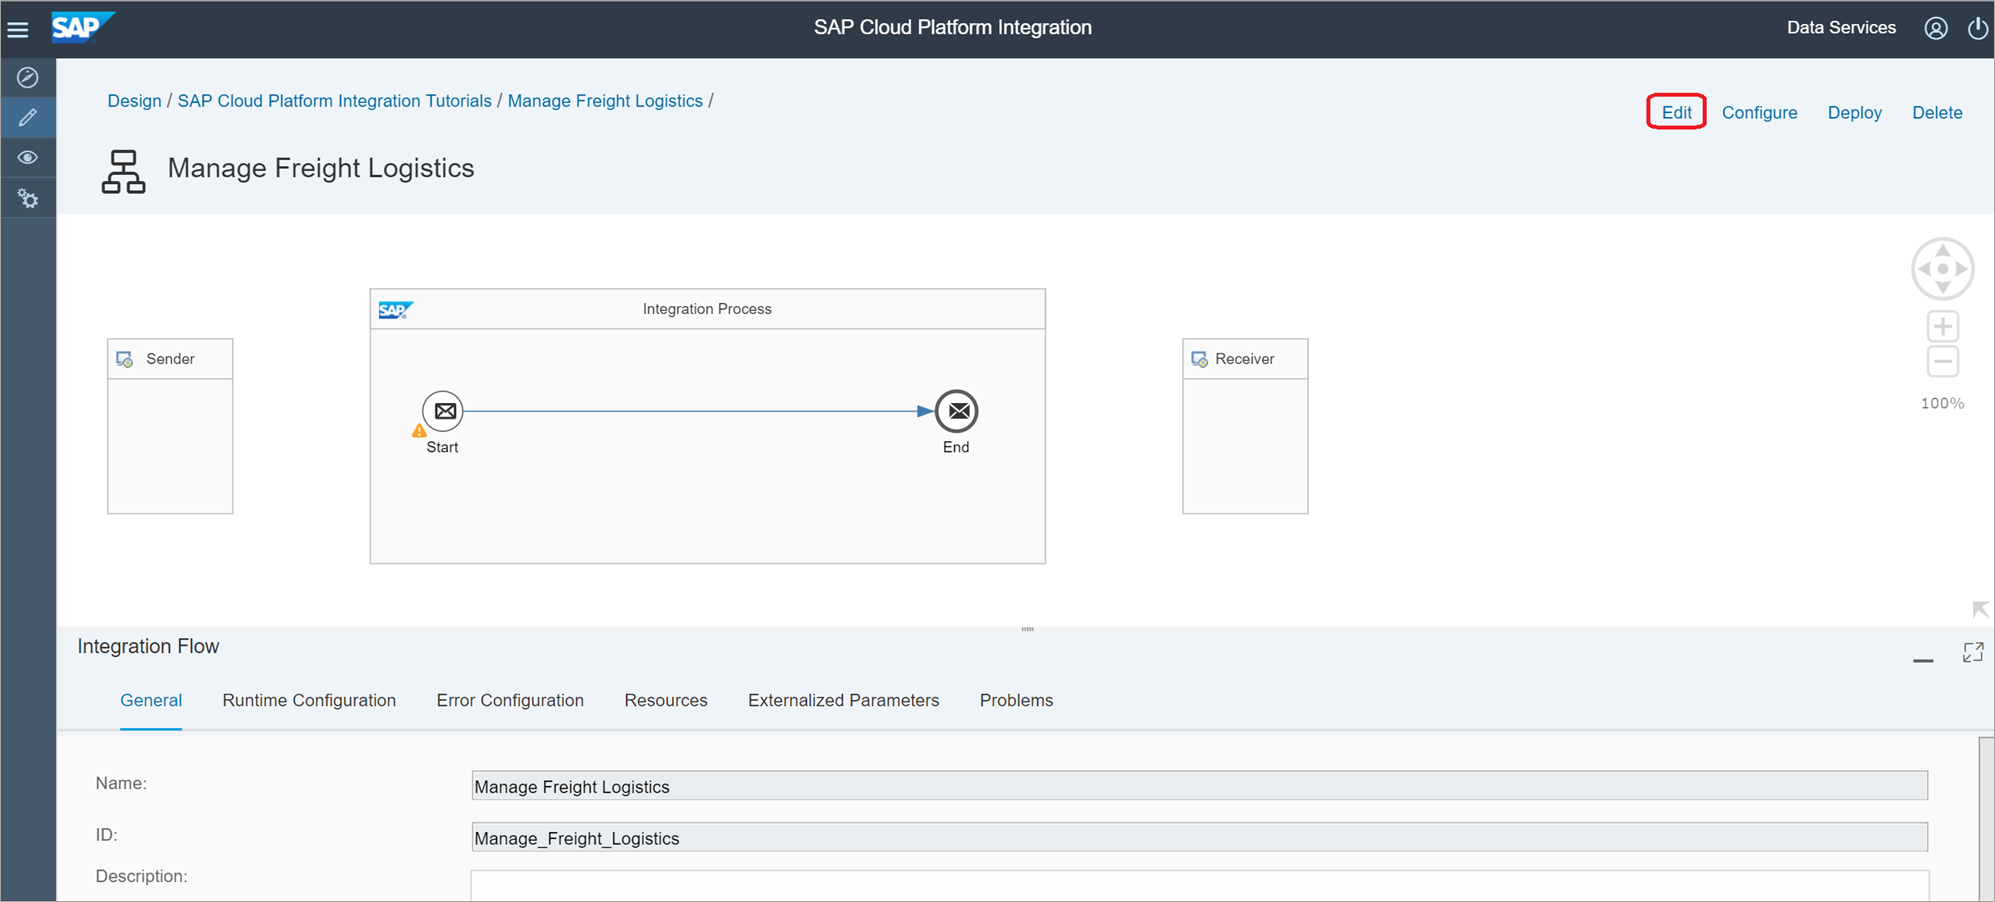 SAP
SAP Cloud Platform Integration
Data Services
Design / SAP Cloud Platform Integration Tutorials / Manage Freight Logistics /
Edit
Configure
Deploy
Delete
Manage Freight Logistics
SAP
Integration Process
Sender
Receiver
Start
End
100%
Integration Flow
General
Runtime Configuration
Error Configuration
Resources
Externalized Parameters
Problems
Name:
Manage Freight Logistics
ID:
Manage_Freight_Logistics
Description: